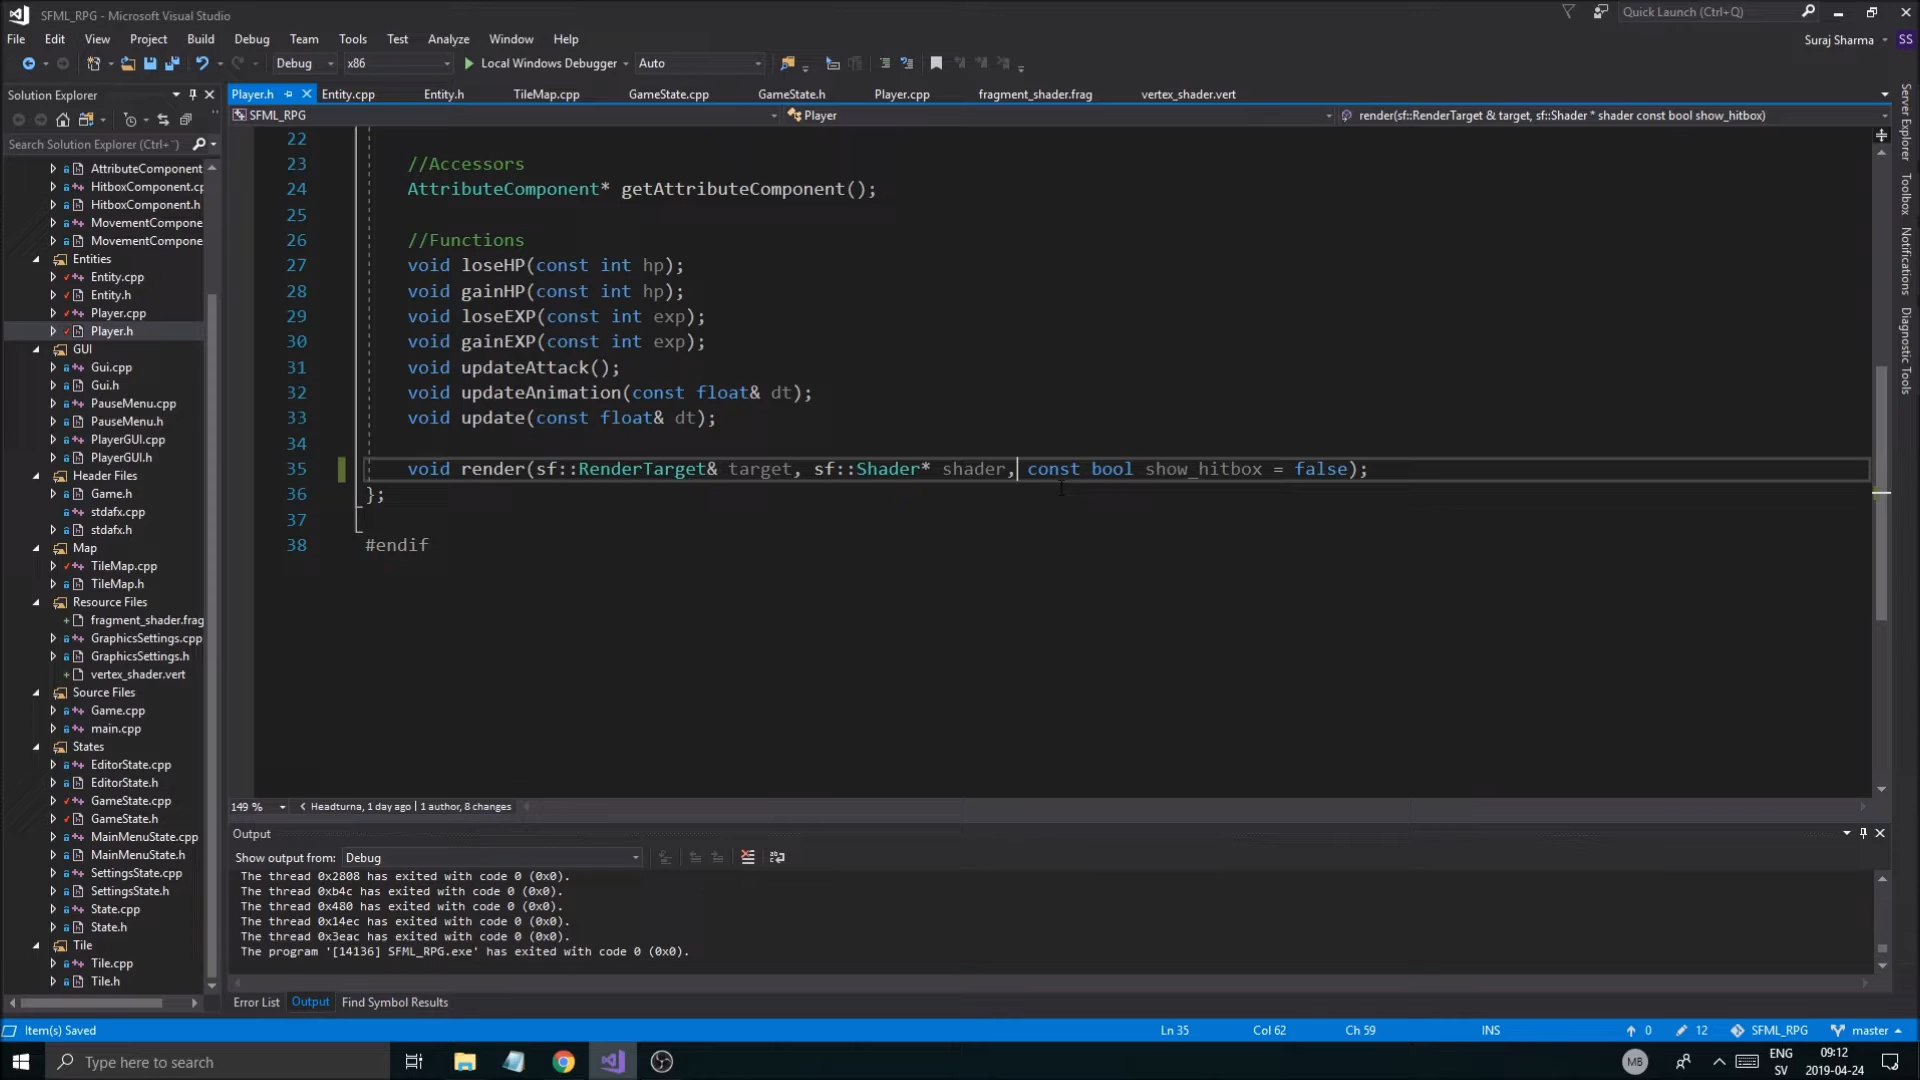 SFML_RPG - Microsoft Visual Studio
Quick Launch (Ctrl+Q)
File Edit View Project Build Debug Team Tools Test Analyze Window Help
Suraj Sharma SS
Debug x86 Local Windows Debugger Auto
Solution Explorer
Search Solution Explorer (Ctrl+
AttributeComponent
HitboxComponent.cp
HitboxComponent.h
MovementCompone
MovementCompone
Entities
Entity.cpp
Entity.h
Player.cpp
Player.h
GUI
Gui.cpp
Gui.h
PauseMenu.cpp
PauseMenu.h
PlayerGUI.cpp
PlayerGUI.h
Header Files
Game.h
stdafx.cpp
stdafx.h
Map
TileMap.cpp
TileMap.h
Resource Files
fragment_shader.frag
GraphicsSettings.cpp
GraphicsSettings.h
vertex_shader.vert
Source Files
Game.cpp
main.cpp
States
EditorState.cpp
EditorState.h
GameState.cpp
GameState.h
MainMenuState.cpp
MainMenuState.h
SettingsState.cpp
SettingsState.h
State.cpp
State.h
Tile
Tile.cpp
Tile.h
Player.h Entity.cpp Entity.h TileMap.cpp GameState.cpp GameState.h Player.cpp fragment_shader.frag vertex_shader.vert
SFML_RPG Player render(sf::RenderTarget & target, sf::Shader * shader const bool show_hitbox)
22
23 //Accessors
24 AttributeComponent* getAttributeComponent();
25
26 //Functions
27 void loseHP(const int hp);
28 void gainHP(const int hp);
29 void loseEXP(const int exp);
30 void gainEXP(const int exp);
31 void updateAttack();
32 void updateAnimation(const float& dt);
33 void update(const float& dt);
34
35 void render(sf::RenderTarget& target, sf::Shader* shader, const bool show_hitbox = false);
36 };
37
38 #endif
149 % Headturna, 1 day ago | 1 author, 8 changes
Output
Show output from: Debug
The thread 0x2808 has exited with code 0 (0x0).
The thread 0xb4c has exited with code 0 (0x0).
The thread 0x480 has exited with code 0 (0x0).
The thread 0x14ec has exited with code 0 (0x0).
The thread 0x3eac has exited with code 0 (0x0).
The program '[14136] SFML_RPG.exe' has exited with code 0 (0x0).
Error List Output Find Symbol Results
Server Explorer
Toolbox
Notifications
Diagnostic Tools
Item(s) Saved Ln 35 Col 62 Ch 59 INS 0 12 SFML_RPG master
Type here to search
MB
ENG
SV
09:12
2019-04-24